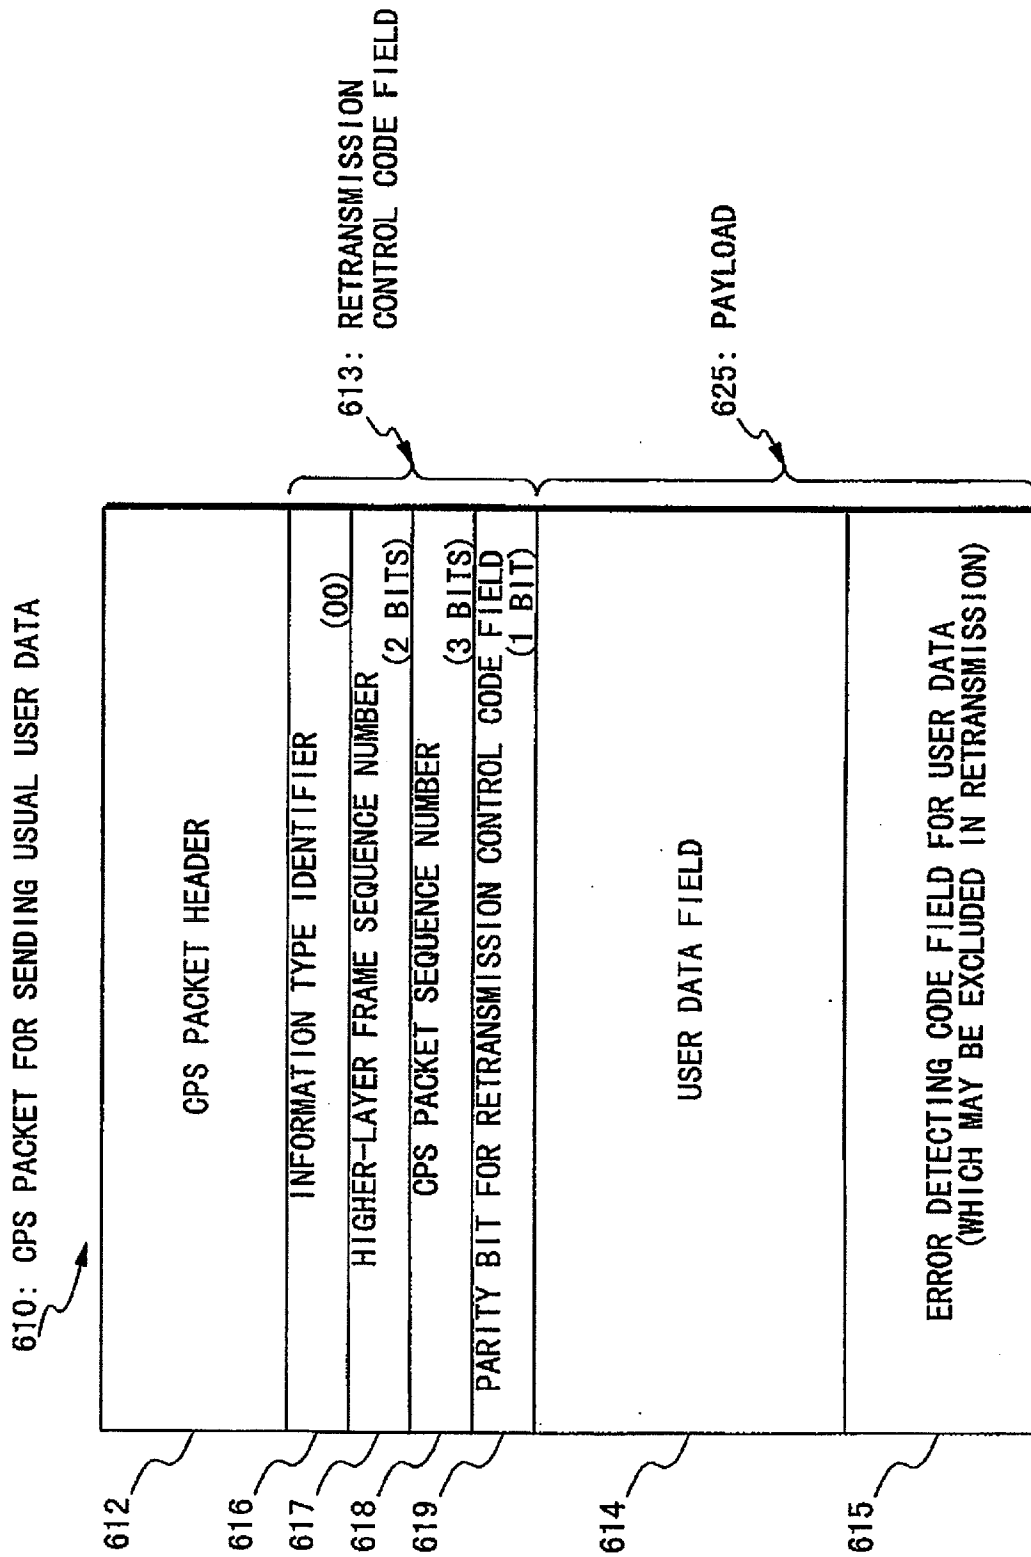 610: CPS PACKET FOR SENDING USUAL USER DATA
612
CPS PACKET HEADER
616
INFORMATION TYPE IDENTIFIER
(00)
617
HIGHER-LAYER FRAME SEQUENCE NUMBER
(2 BITS)
618
CPS PACKET SEQUENCE NUMBER
(3 BITS)
619
PARITY BIT FOR RETRANSMISSION CONTROL CODE FIELD
(1 BIT)
613: RETRANSMISSION
CONTROL CODE FIELD
614
USER DATA FIELD
615
ERROR DETECTING CODE FIELD FOR USER DATA
(WHICH MAY BE EXCLUDED IN RETRANSMISSION)
625: PAYLOAD